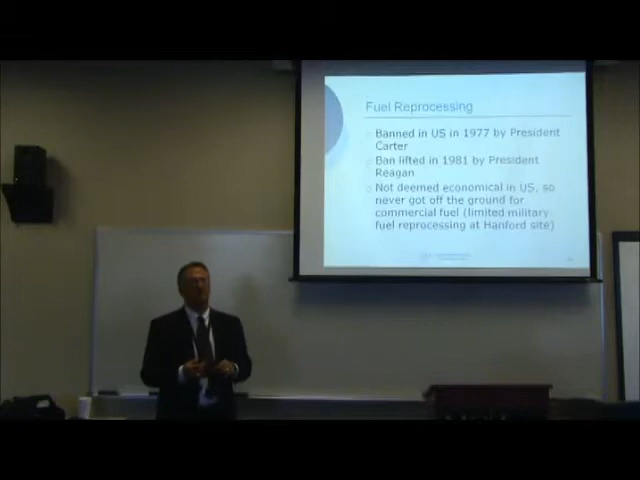 Fuel Reprocessing
Banned in US in 1977 by President
Carter
Ban lifted in 1981 by President
Reagan
Not deemed economical in US, so
never got off the ground for
commercial fuel (limited military
fuel reprocessing at Hanford site)